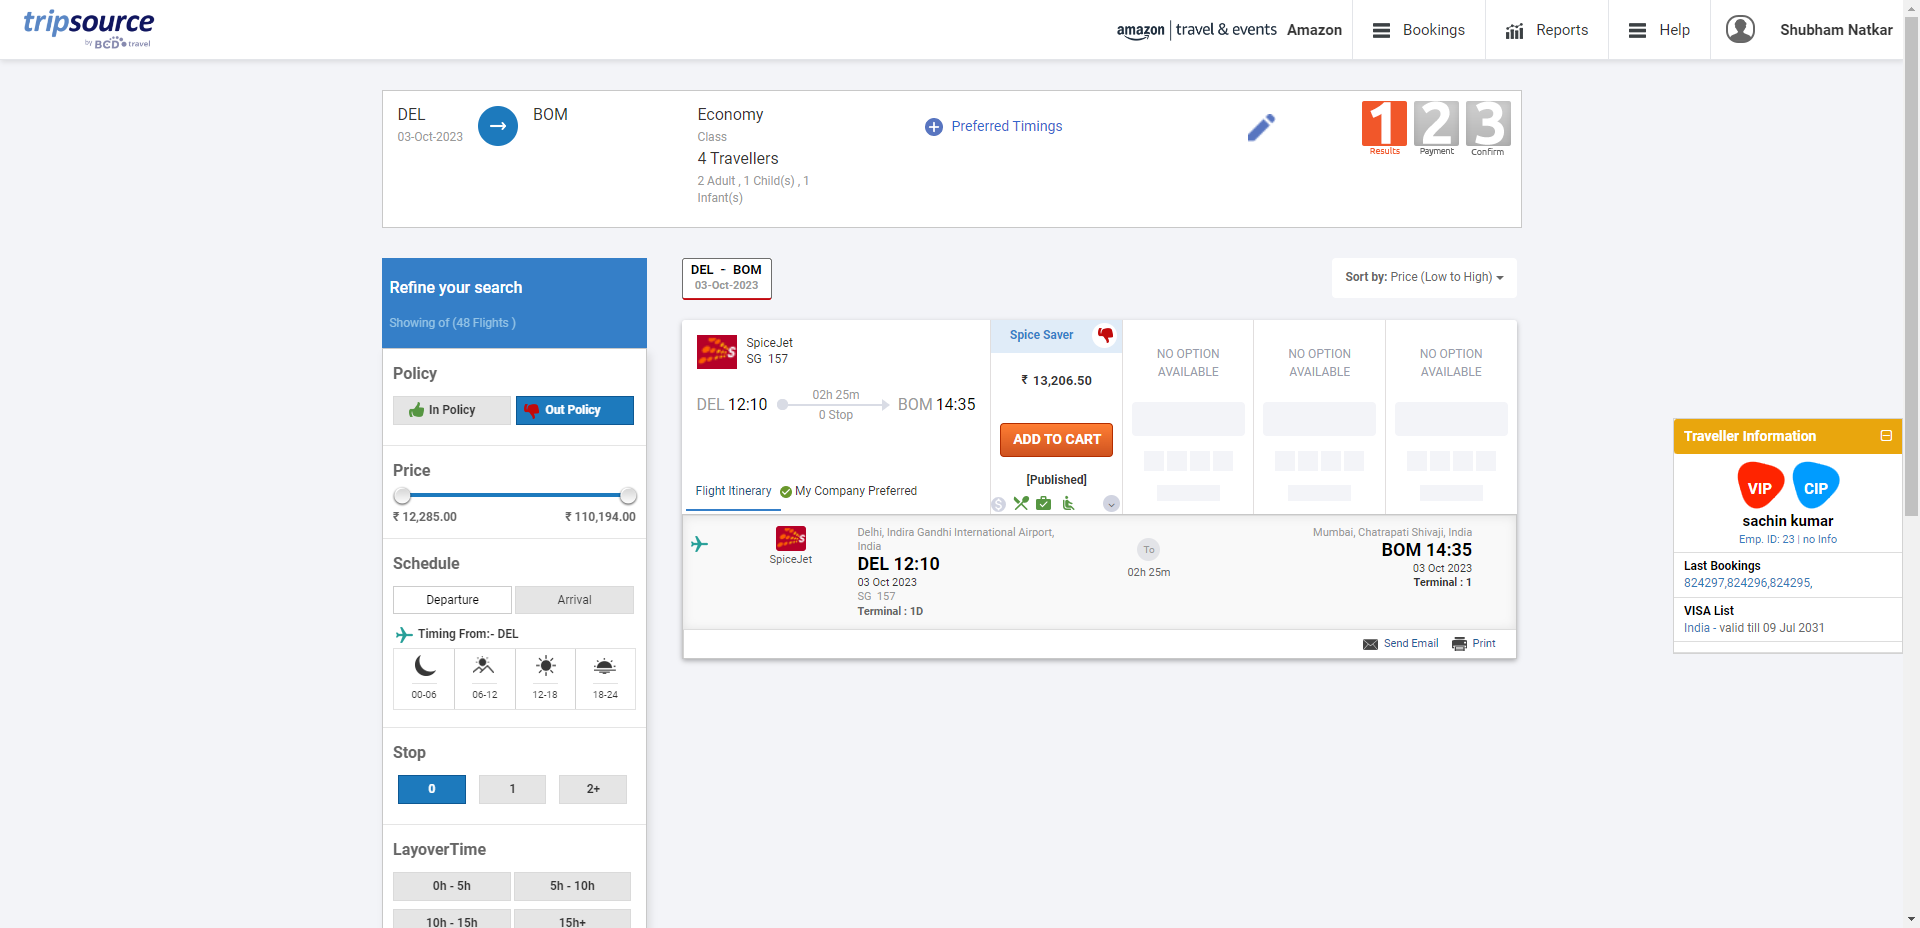 tripsource
by BCD travel
amazon | travel & events Amazon
Bookings
Reports
Help
Shubham Natkar
DEL
03-Oct-2023
BOM
Economy
Class
4 Travellers
2 Adult , 1 Child(s) , 1
Infant(s)
Preferred Timings
1 2 3
Results Payment Confirm
Refine your search
Showing of (48 Flights )
Policy
In Policy
Out Policy
Price
₹ 12,285.00
₹ 110,194.00
Schedule
Departure
Arrival
Timing From:- DEL
00-06
06-12
12-18
18-24
Stop
0
1
2+
LayoverTime
0h - 5h
5h - 10h
10h - 15h
15h+
DEL - BOM
03-Oct-2023
Sort by: Price (Low to High)
SpiceJet
SG 157
DEL 12:10
02h 25m
0 Stop
BOM 14:35
Flight Itinerary
My Company Preferred
Spice Saver
₹ 13,206.50
ADD TO CART
[Published]
NO OPTION
AVAILABLE
NO OPTION
AVAILABLE
NO OPTION
AVAILABLE
SpiceJet
Delhi, Indira Gandhi International Airport,
India
DEL 12:10
03 Oct 2023
SG 157
Terminal : 1D
To
02h 25m
Mumbai, Chatrapati Shivaji, India
BOM 14:35
03 Oct 2023
Terminal : 1
Send Email
Print
Traveller Information
VIP
CIP
sachin kumar
Emp. ID: 23 | no Info
Last Bookings
824297,824296,824295,
VISA List
India - valid till 09 Jul 2031